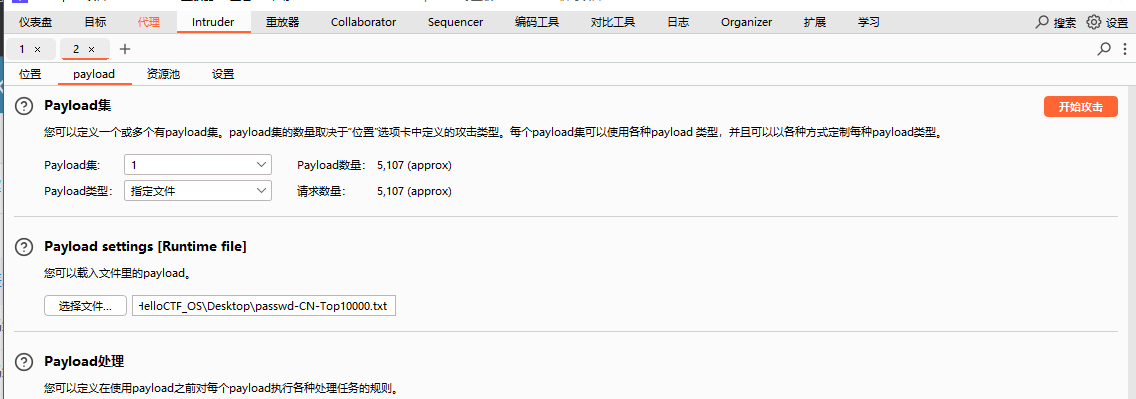 仪表盘 目标 代理 Intruder 重放器 Collaborator Sequencer 编码工具 对比工具 日志 Organizer 扩展 学习 搜索 设置
1 × 2 × +
位置 payload 资源池 设置
? Payload集 开始攻击
您可以定义一个或多个有payload集。payload集的数量取决于“位置”选项卡中定义的攻击类型。每个payload集可以使用各种payload 类型，并且可以以各种方式定制每种payload类型。
Payload集: 1 Payload数量: 5,107 (approx)
Payload类型: 指定文件 请求数量: 5,107 (approx)
? Payload settings [Runtime file]
您可以载入文件里的payload。
选择文件... HelloCTF_OS\Desktop\passwd-CN-Top10000.txt
? Payload处理
您可以定义在使用payload之前对每个payload执行各种处理任务的规则。